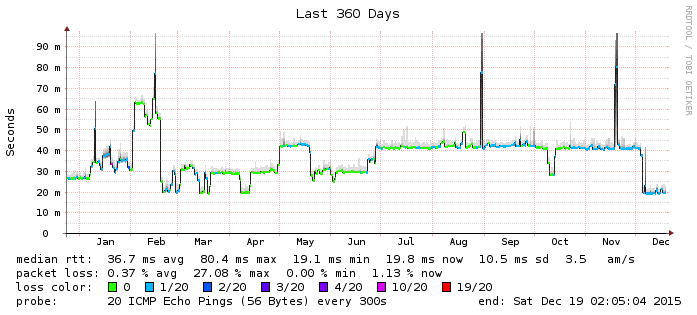 Last 360 Days
RRDTOOL / TOBI OETIKER
Seconds
90 m
80 m
70 m
60 m
50 m
40 m
30 m
20 m
10 m
0
Jan Feb Mar Apr May Jun Jul Aug Sep Oct Nov Dec
median rtt: 36.7 ms avg 80.4 ms max 19.1 ms min 19.8 ms now 10.5 ms sd 3.5 am/s
packet loss: 0.37 % avg 27.08 % max 0.00 % min 1.13 % now
loss color: 0 1/20 2/20 3/20 4/20 10/20 19/20
probe: 20 ICMP Echo Pings (56 Bytes) every 300s end: Sat Dec 19 02:05:04 2015